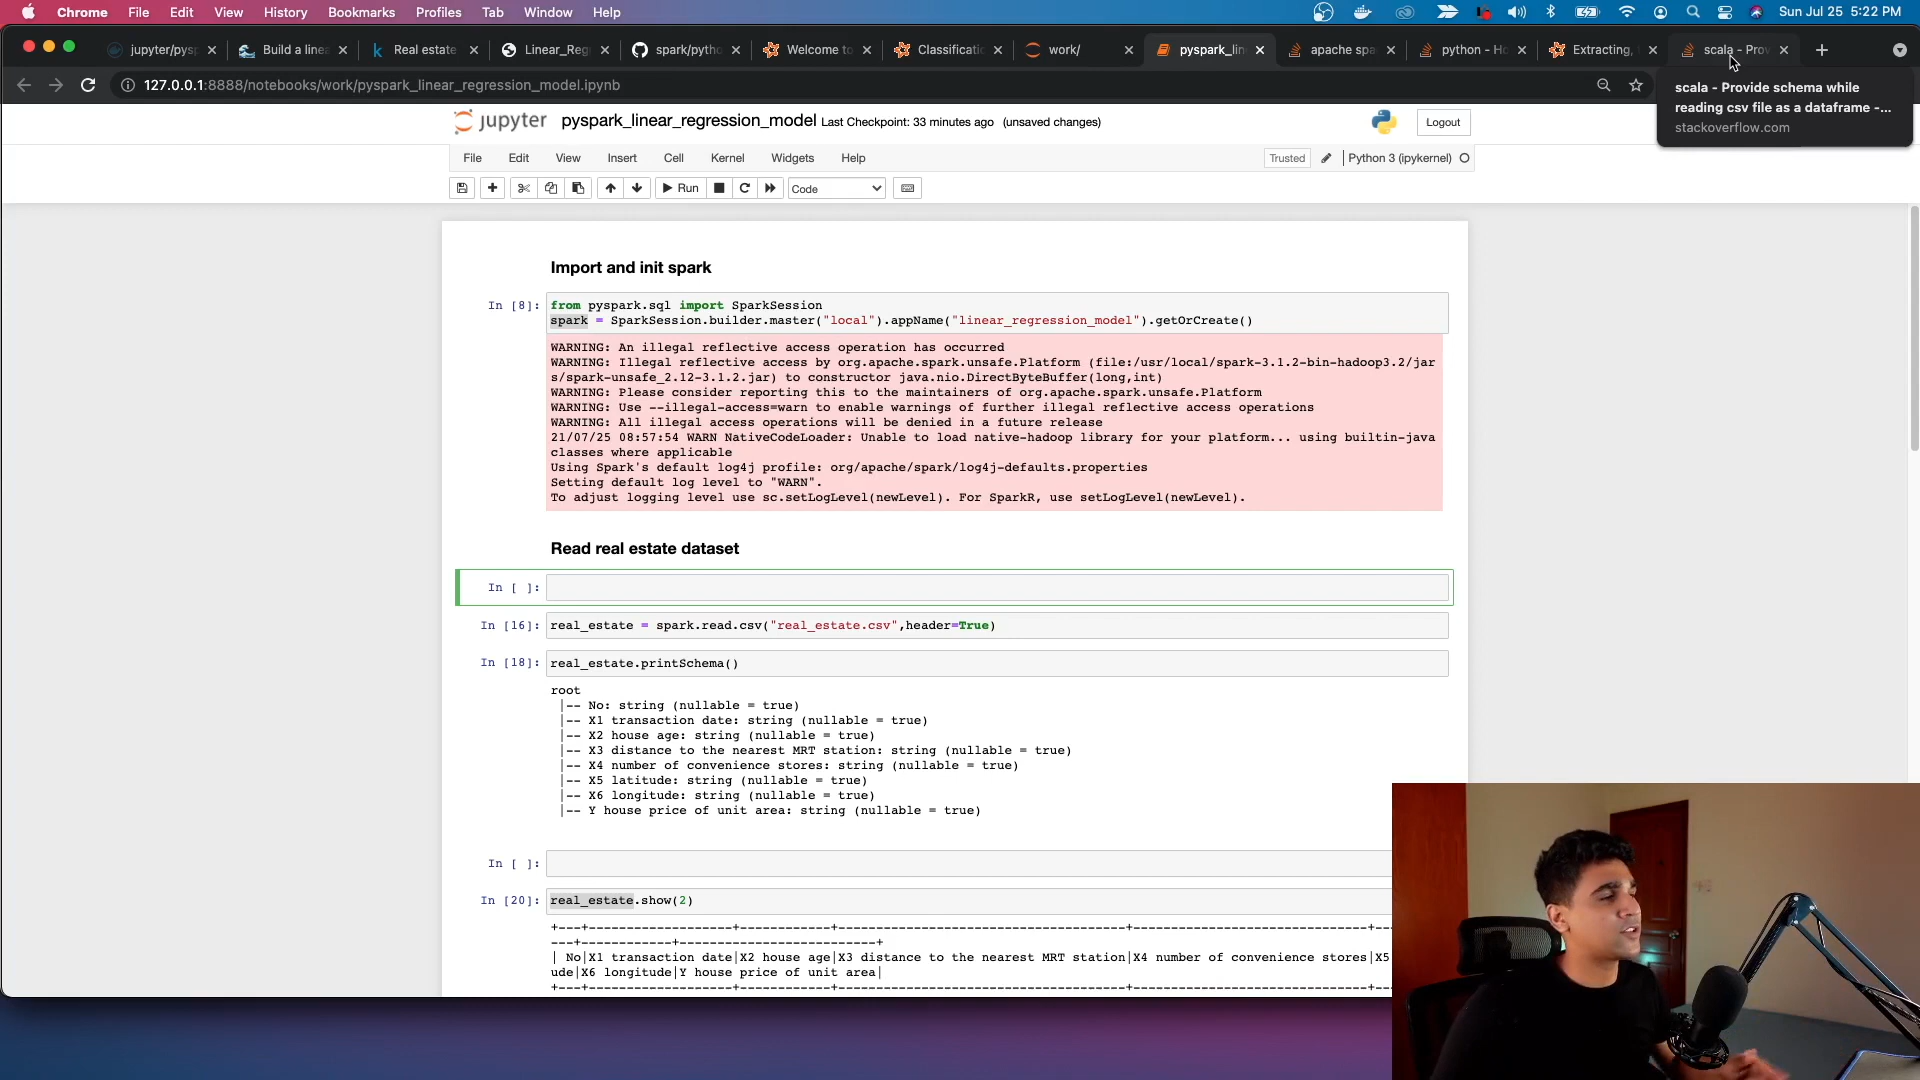 Chrome File Edit View History Bookmarks Profiles Tab Window Help Sun Jul 25 5:22 PM
jupyter/pysp Build a line Real estate Linear_Reg spark/pytho Welcome to Classificatio work/ pyspark_lin apache spa python - Ho Extracting, scala - Prov
127.0.0.1:8888/notebooks/work/pyspark_linear_regression_model.ipynb
scala - Provide schema while
reading csv file as a dataframe -...
stackoverflow.com
jupyter pyspark_linear_regression_model Last Checkpoint: 33 minutes ago (unsaved changes) Logout
File Edit View Insert Cell Kernel Widgets Help Trusted Python 3 (ipykernel)
Run Code
Import and init spark
In [8]: from pyspark.sql import SparkSession
spark = SparkSession.builder.master("local").appName("linear_regression_model").getOrCreate()
WARNING: An illegal reflective access operation has occurred
WARNING: Illegal reflective access by org.apache.spark.unsafe.Platform (file:/usr/local/spark-3.1.2-bin-hadoop3.2/jar
s/spark-unsafe_2.12-3.1.2.jar) to constructor java.nio.DirectByteBuffer(long,int)
WARNING: Please consider reporting this to the maintainers of org.apache.spark.unsafe.Platform
WARNING: Use --illegal-access=warn to enable warnings of further illegal reflective access operations
WARNING: All illegal access operations will be denied in a future release
21/07/25 08:57:54 WARN NativeCodeLoader: Unable to load native-hadoop library for your platform... using builtin-java
classes where applicable
Using Spark's default log4j profile: org/apache/spark/log4j-defaults.properties
Setting default log level to "WARN".
To adjust logging level use sc.setLogLevel(newLevel). For SparkR, use setLogLevel(newLevel).
Read real estate dataset
In [ ]:
In [16]: real_estate = spark.read.csv("real_estate.csv",header=True)
In [18]: real_estate.printSchema()
root
|-- No: string (nullable = true)
|-- X1 transaction date: string (nullable = true)
|-- X2 house age: string (nullable = true)
|-- X3 distance to the nearest MRT station: string (nullable = true)
|-- X4 number of convenience stores: string (nullable = true)
|-- X5 latitude: string (nullable = true)
|-- X6 longitude: string (nullable = true)
|-- Y house price of unit area: string (nullable = true)
In [ ]:
In [20]: real_estate.show(2)
+---+-------------------+------------+--------------------------------------+-------------------------------+--
---+------------+--------------------------+
| No|X1 transaction date|X2 house age|X3 distance to the nearest MRT station|X4 number of convenience stores|X5
ude|X6 longitude|Y house price of unit area|
+---+-------------------+------------+--------------------------------------+-------------------------------+--